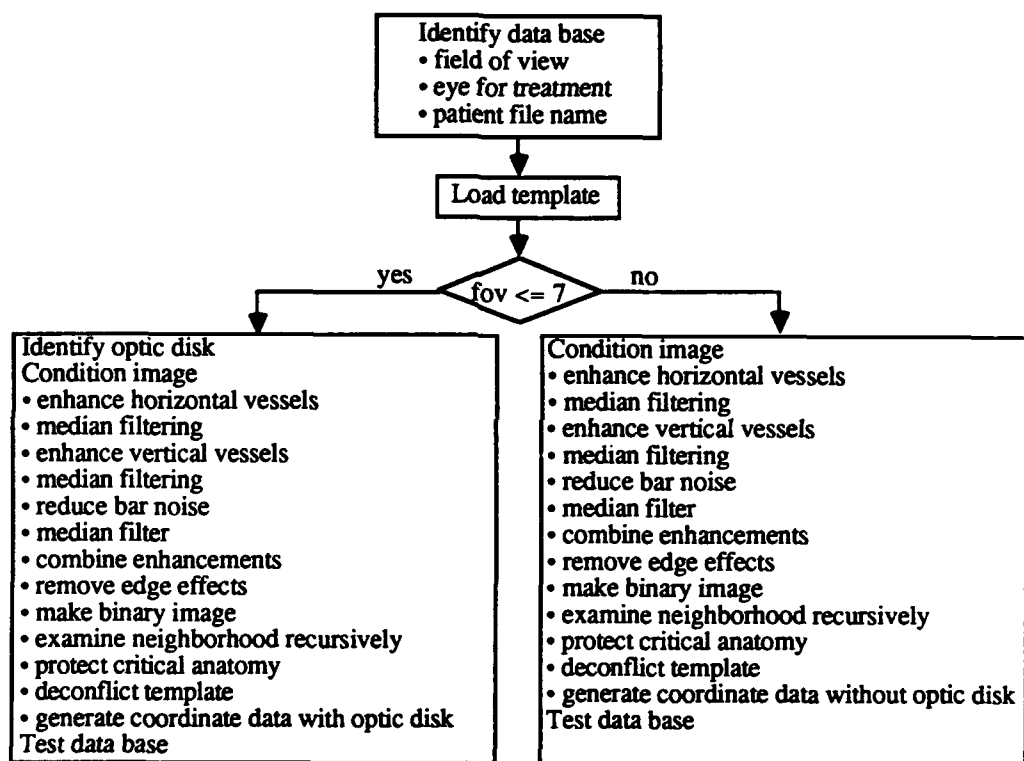 Identify data base
• field of view
• eye for treatment
• patient file name
Load template
yes
fov <= 7
no
Identify optic disk
Condition image
• enhance horizontal vessels
• median filtering
• enhance vertical vessels
• median filtering
• reduce bar noise
• median filter
• combine enhancements
• remove edge effects
• make binary image
• examine neighborhood recursively
• protect critical anatomy
• deconflict template
• generate coordinate data with optic disk
Test data base
Condition image
• enhance horizontal vessels
• median filtering
• enhance vertical vessels
• median filtering
• reduce bar noise
• median filter
• combine enhancements
• remove edge effects
• make binary image
• examine neighborhood recursively
• protect critical anatomy
• deconflict template
• generate coordinate data without optic disk
Test data base